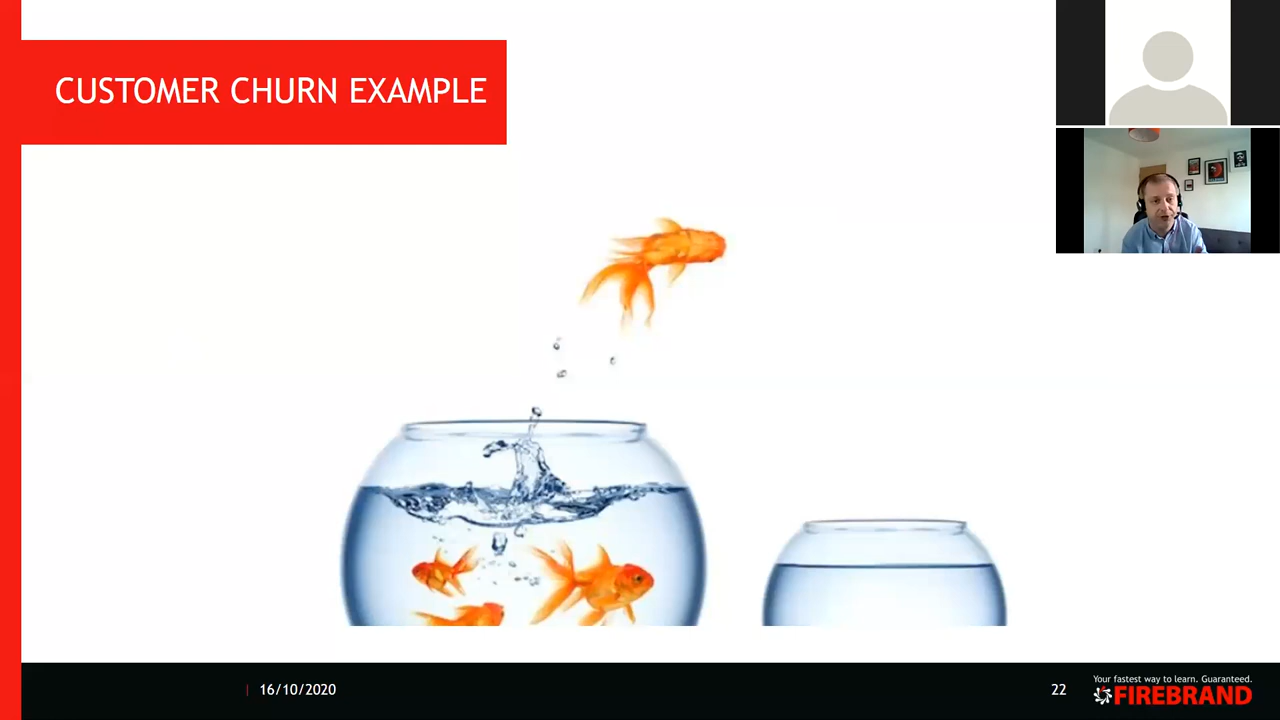 CUSTOMER CHURN EXAMPLE
16/10/2020
22
Your fastest way to learn. Guaranteed.
FIREBRAND